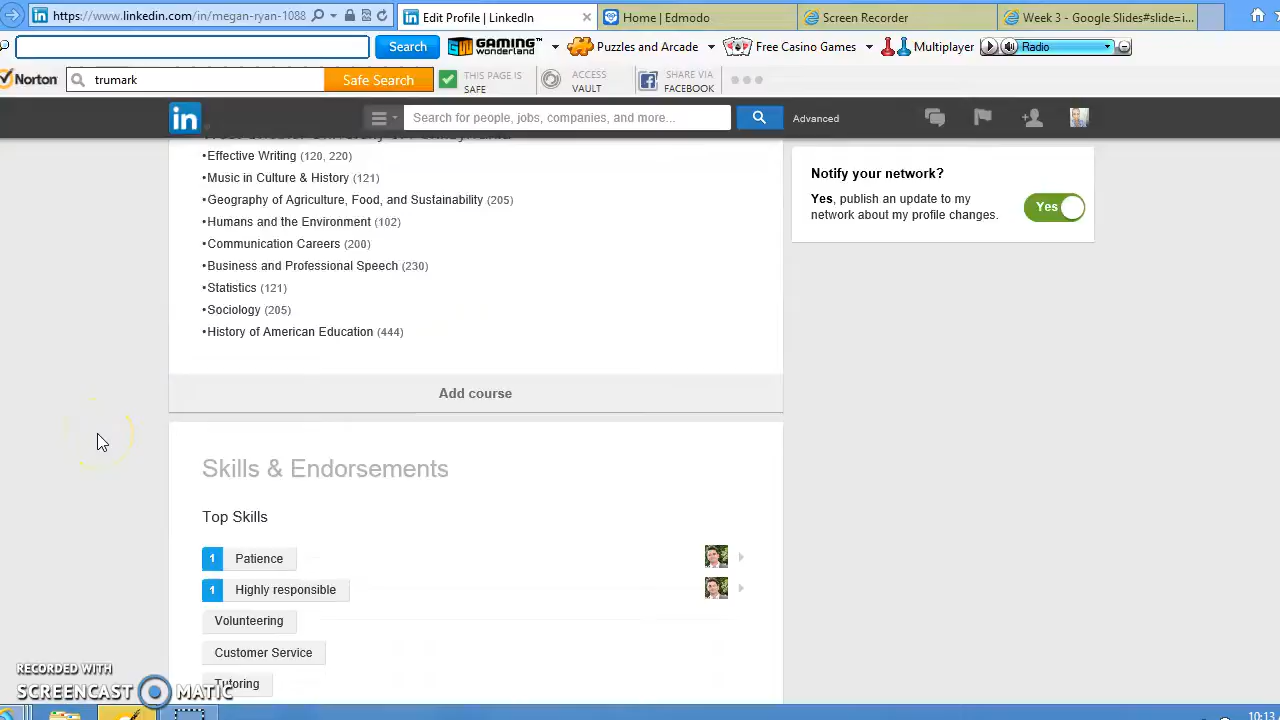 https://www.linkedin.com/in/megan-ryan-1088
Edit Profile | LinkedIn
Home | Edmodo
Screen Recorder
Week 3 - Google Slides#slide=i...
Search
GAMING wonderland™
Puzzles and Arcade
Free Casino Games
Multiplayer
Radio
Norton
trumark
Safe Search
THIS PAGE IS SAFE
ACCESS VAULT
SHARE VIA FACEBOOK
in
Search for people, jobs, companies, and more...
Advanced
•Effective Writing (120, 220)
•Music in Culture & History (121)
•Geography of Agriculture, Food, and Sustainability (205)
•Humans and the Environment (102)
•Communication Careers (200)
•Business and Professional Speech (230)
•Statistics (121)
•Sociology (205)
•History of American Education (444)
Add course
Notify your network?
Yes, publish an update to my
network about my profile changes.
Yes
Skills & Endorsements
Top Skills
1 Patience
1 Highly responsible
Volunteering
Customer Service
Tutoring
RECORDED WITH
SCREENCAST MATIC
10:13